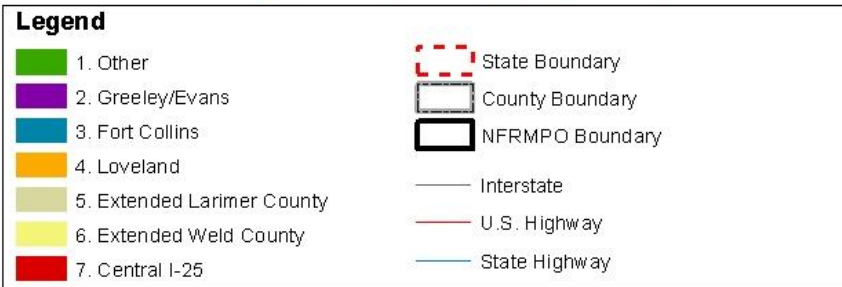 Legend
1. Other
2. Greeley/Evans
3. Fort Collins
4. Loveland
5. Extended Larimer County
6. Extended Weld County
7. Central I-25
State Boundary
County Boundary
NFRMPO Boundary
Interstate
U.S. Highway
State Highway